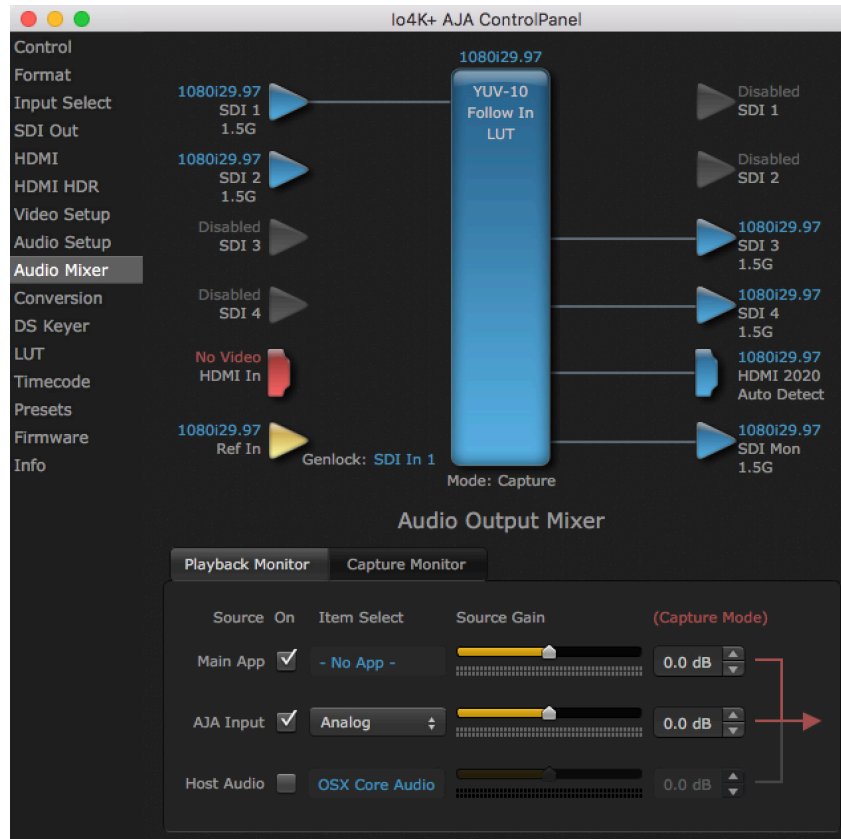 Io4K+ AJA ControlPanel
Control
Format
Input Select
SDI Out
HDMI
HDMI HDR
Video Setup
Audio Setup
Audio Mixer
Conversion
DS Keyer
LUT
Timecode
Presets
Firmware
Info
1080i29.97
SDI 1
1.5G
1080i29.97
SDI 2
1.5G
Disabled
SDI 3
Disabled
SDI 4
No Video
HDMI In
1080i29.97
Ref In
Genlock: SDI In 1
1080i29.97
YUV-10
Follow In
LUT
Mode: Capture
Disabled
SDI 1
Disabled
SDI 2
1080i29.97
SDI 3
1.5G
1080i29.97
SDI 4
1.5G
1080i29.97
HDMI 2020
Auto Detect
1080i29.97
SDI Mon
1.5G
Audio Output Mixer
Playback Monitor Capture Monitor
Source On Item Select Source Gain (Capture Mode)
Main App - No App - 0.0 dB
AJA Input Analog 0.0 dB
Host Audio OSX Core Audio 0.0 dB